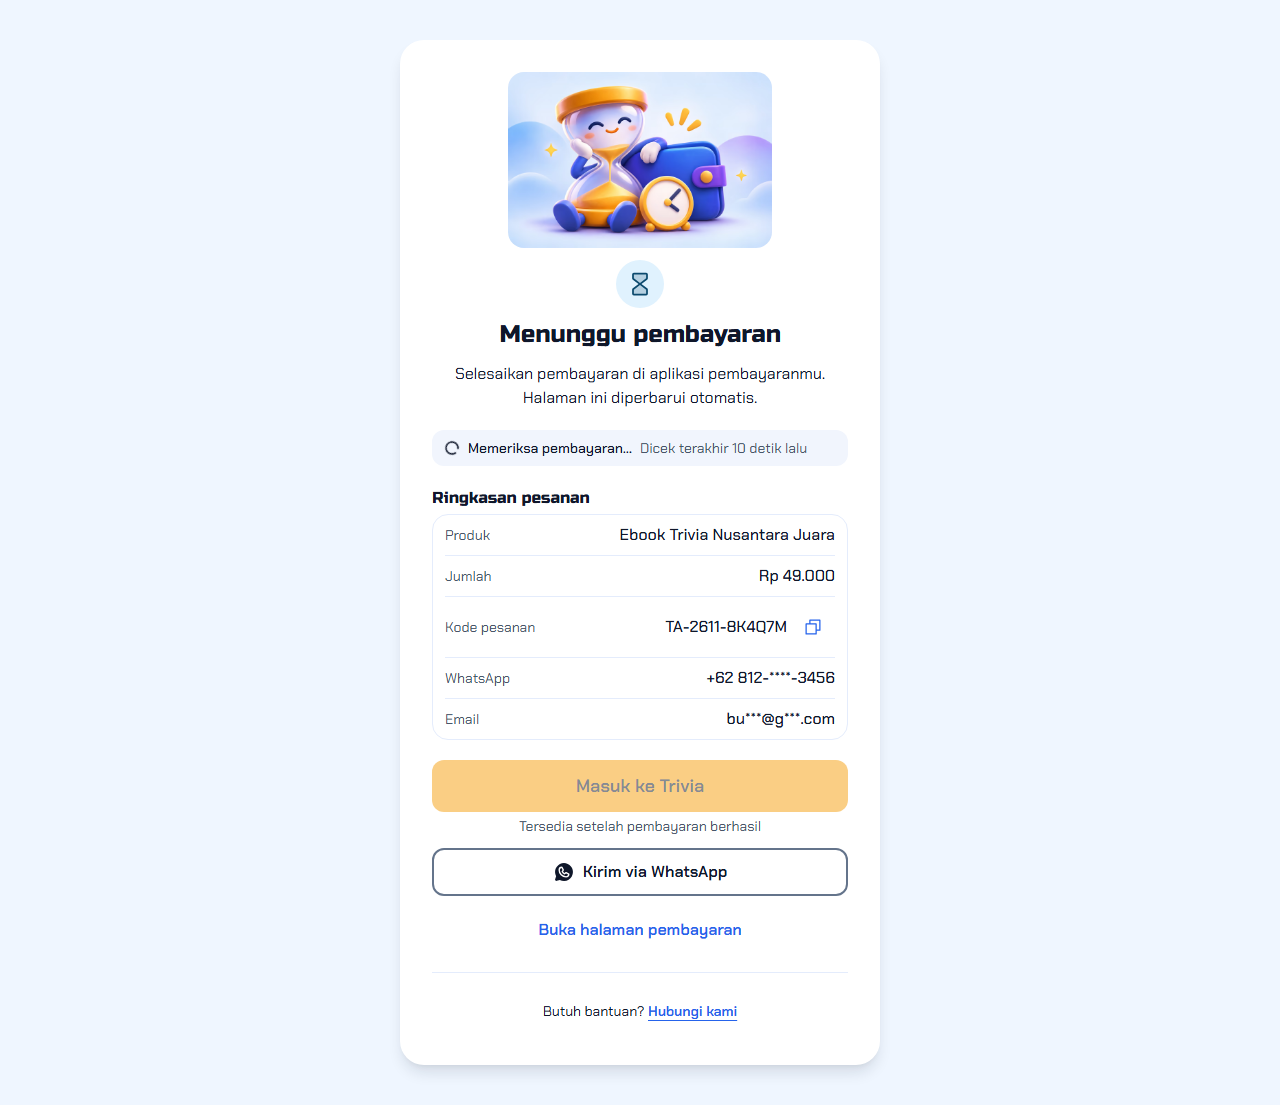 Menunggu pembayaran
Selesaikan pembayaran di aplikasi pembayaranmu.
Halaman ini diperbarui otomatis.
Memeriksa pembayaran... Dicek terakhir 10 detik lalu
Ringkasan pesanan
Produk Ebook Trivia Nusantara Juara
Jumlah Rp 49.000
Kode pesanan TA-2611-8K4Q7M
WhatsApp +62 812-****-3456
Email bu***@g***.com
Masuk ke Trivia
Tersedia setelah pembayaran berhasil
Kirim via WhatsApp
Buka halaman pembayaran
Butuh bantuan? Hubungi kami